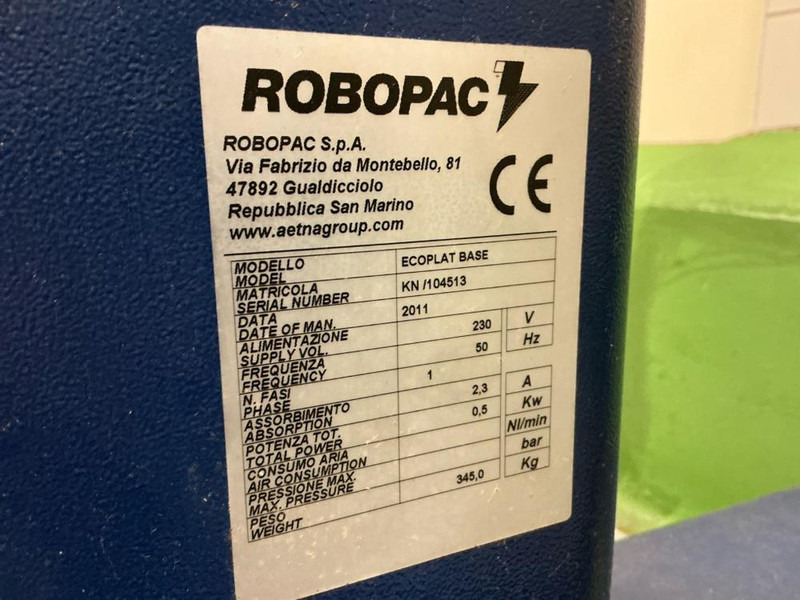 ROBOPAC
ROBOPAC S.p.A.
Via Fabrizio da Montebello, 81
47892 Gualdicciolo
Repubblica San Marino
www.aetnagroup.com
CE
MODELLO
MODEL
ECOPLAT BASE
MATRICOLA
SERIAL NUMBER
KN /104513
DATA
DATE OF MAN.
2011
ALIMENTAZIONE
SUPPLY VOL.
230 V
FREQUENZA
FREQUENCY
50 Hz
N. FASI
PHASE
1
ASSORBIMENTO
ABSORPTION
2,3 A
POTENZA TOT.
TOTAL POWER
0,5 Kw
CONSUMO ARIA
AIR CONSUMPTION
Nl/min
PRESSIONE MAX.
MAX. PRESSURE
bar
PESO
WEIGHT
345,0 Kg